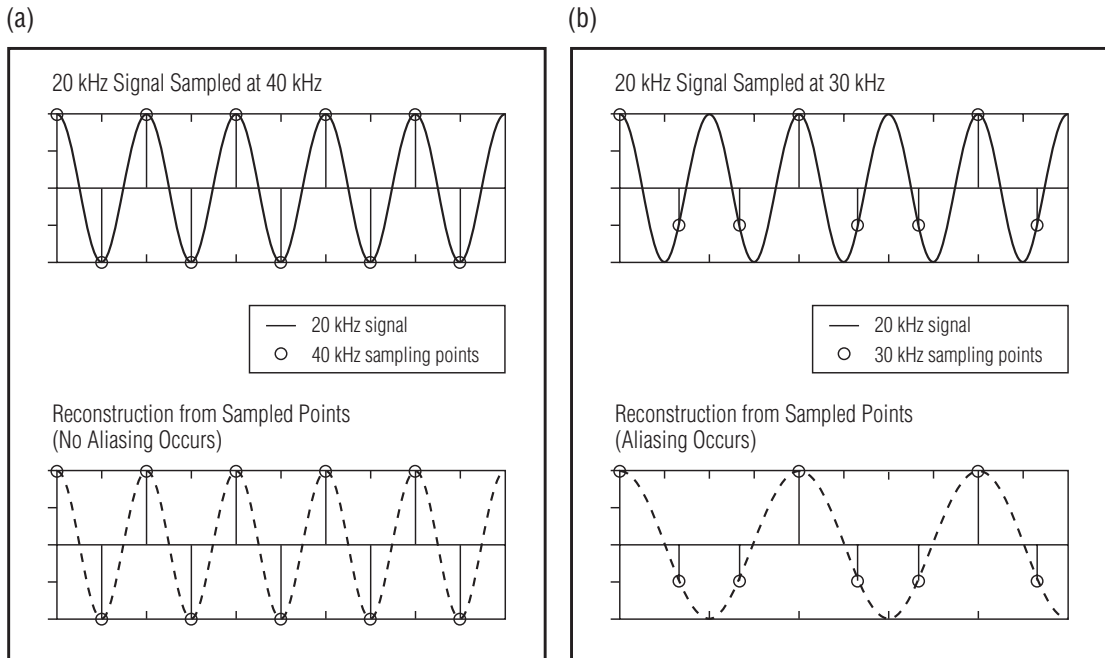 (a)
20 kHz Signal Sampled at 40 kHz
20 kHz signal
40 kHz sampling points
Reconstruction from Sampled Points
(No Aliasing Occurs)
(b)
20 kHz Signal Sampled at 30 kHz
20 kHz signal
30 kHz sampling points
Reconstruction from Sampled Points
(Aliasing Occurs)